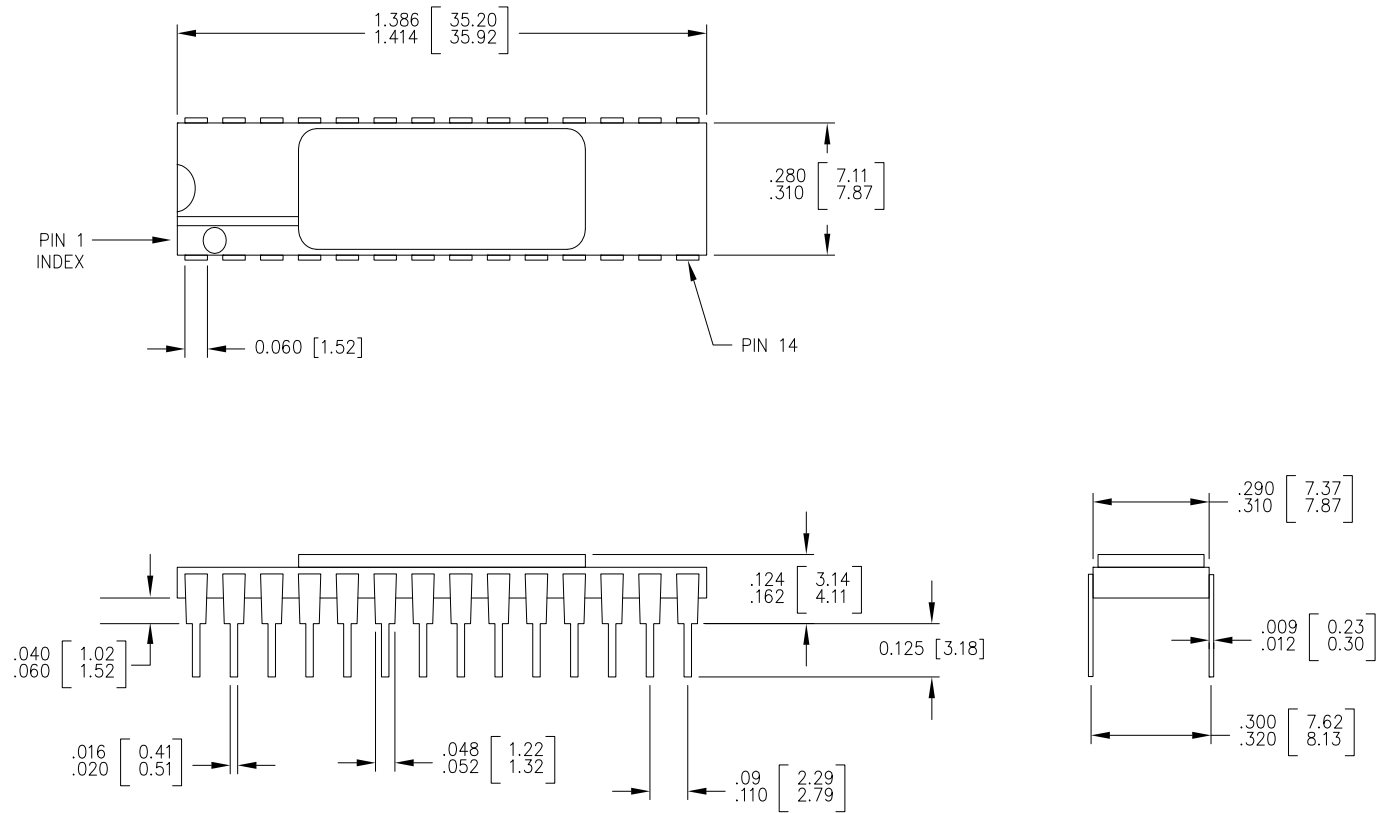 1.386 [ 35.20
1.414 35.92 ]
.280 [ 7.11
.310 7.87 ]
PIN 1
INDEX
0.060 [1.52]
PIN 14
.290 [ 7.37
.310 7.87 ]
.124 [ 3.14
.162 4.11 ]
.040 [ 1.02
.060 1.52 ]
0.125 [3.18]
.009 [ 0.23
.012 0.30 ]
.016 [ 0.41
.020 0.51 ]
.048 [ 1.22
.052 1.32 ]
.09 [ 2.29
.110 2.79 ]
.300 [ 7.62
.320 8.13 ]